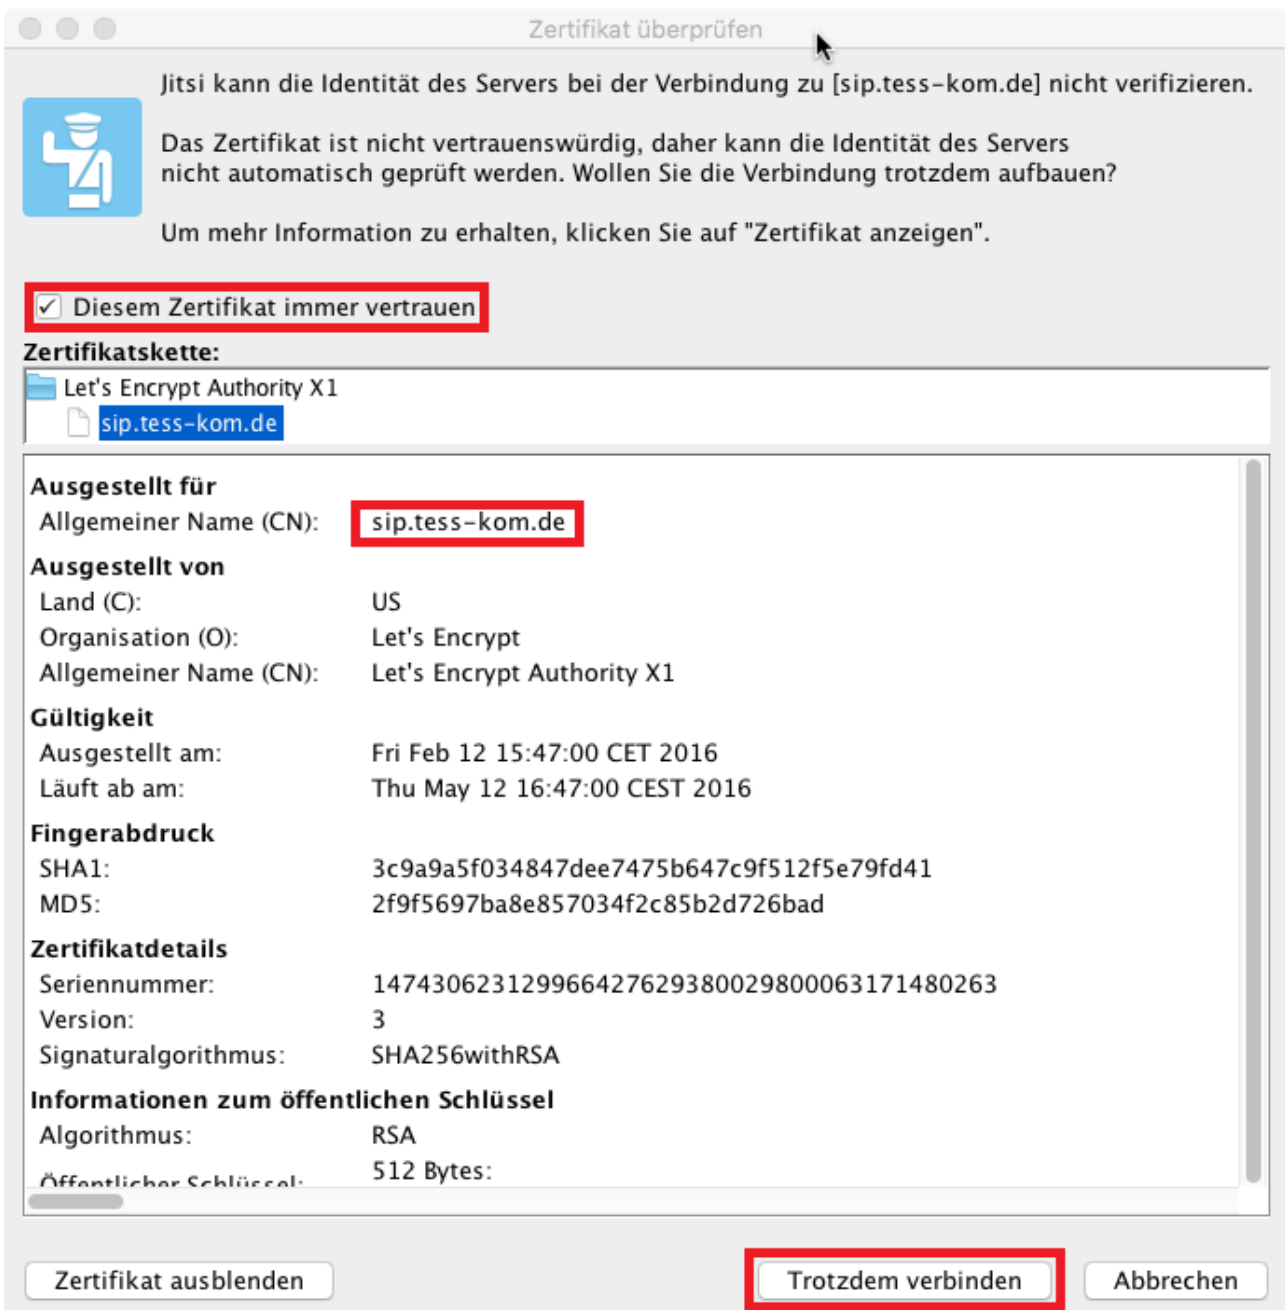 Zertifikat überprüfen
Jitsi kann die Identität des Servers bei der Verbindung zu [sip.tess-kom.de] nicht verifizieren.
Das Zertifikat ist nicht vertrauenswürdig, daher kann die Identität des Servers
nicht automatisch geprüft werden. Wollen Sie die Verbindung trotzdem aufbauen?
Um mehr Information zu erhalten, klicken Sie auf "Zertifikat anzeigen".
Diesem Zertifikat immer vertrauen
Zertifikatskette:
Let's Encrypt Authority X1
sip.tess-kom.de
Ausgestellt für
Allgemeiner Name (CN): sip.tess-kom.de
Ausgestellt von
Land (C): US
Organisation (O): Let's Encrypt
Allgemeiner Name (CN): Let's Encrypt Authority X1
Gültigkeit
Ausgestellt am: Fri Feb 12 15:47:00 CET 2016
Läuft ab am: Thu May 12 16:47:00 CEST 2016
Fingerabdruck
SHA1: 3c9a9a5f034847dee7475b647c9f512f5e79fd41
MD5: 2f9f5697ba8e857034f2c85b2d726bad
Zertifikatdetails
Seriennummer: 147430623129966427629380029800063171480263
Version: 3
Signaturalgorithmus: SHA256withRSA
Informationen zum öffentlichen Schlüssel
Algorithmus: RSA
512 Bytes:
Öffentlicher Schlüssel:
Zertifikat ausblenden
Trotzdem verbinden
Abbrechen